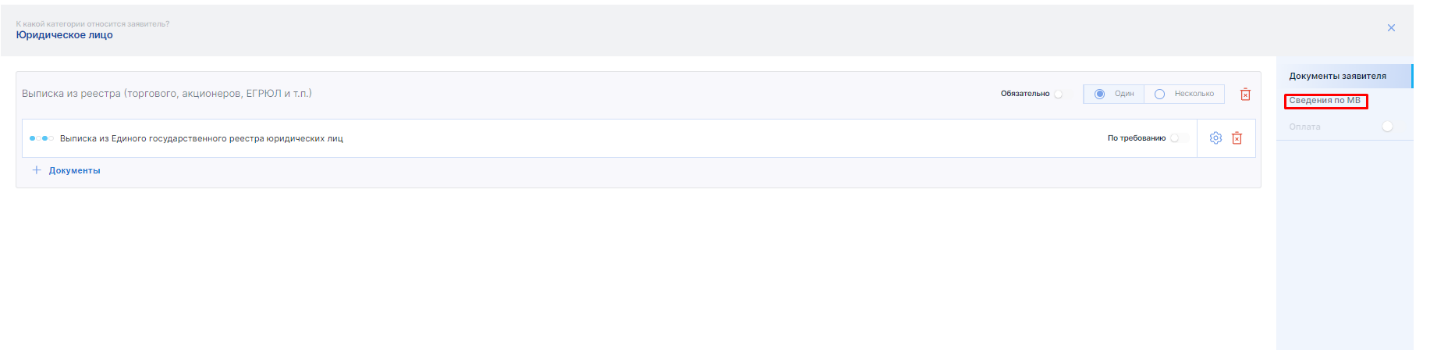 К какой категории относится заявитель?
Юридическое лицо
Документы заявителя
Выписка из реестра (торгового, акционеров, ЕГРЮЛ и т.п.)
Обязательно
Один
Несколько
Сведения по МВ
Оплата
Выписка из Единого государственного реестра юридических лиц
По требованию
Документы